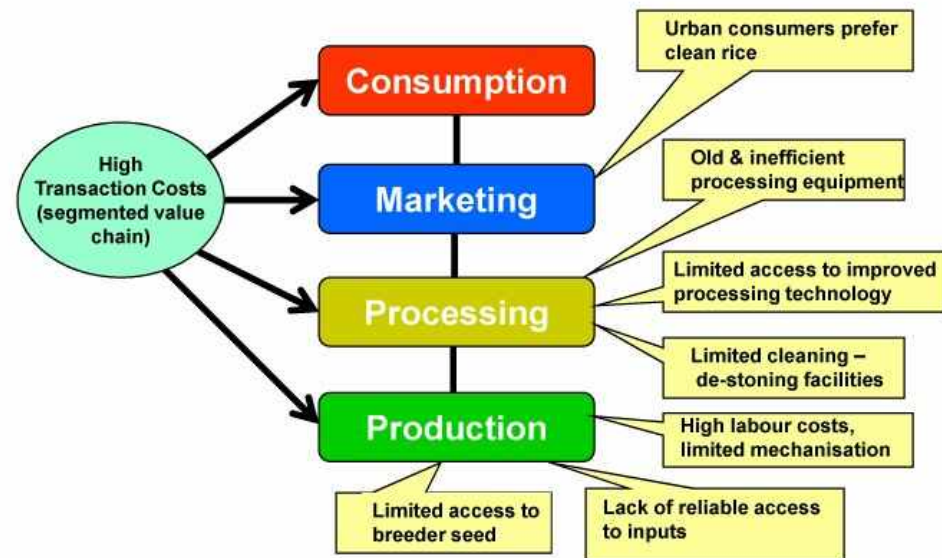 Urban consumers prefer
clean rice
Consumption
High
Transaction Costs
(segmented value
chain)
Old & inefficient
processing equipment
Marketing
Limited access to improved
processing technology
Processing
Limited cleaning –
de-stoning facilities
Production
High labour costs,
limited mechanisation
Limited access to
breeder seed
Lack of reliable access
to inputs